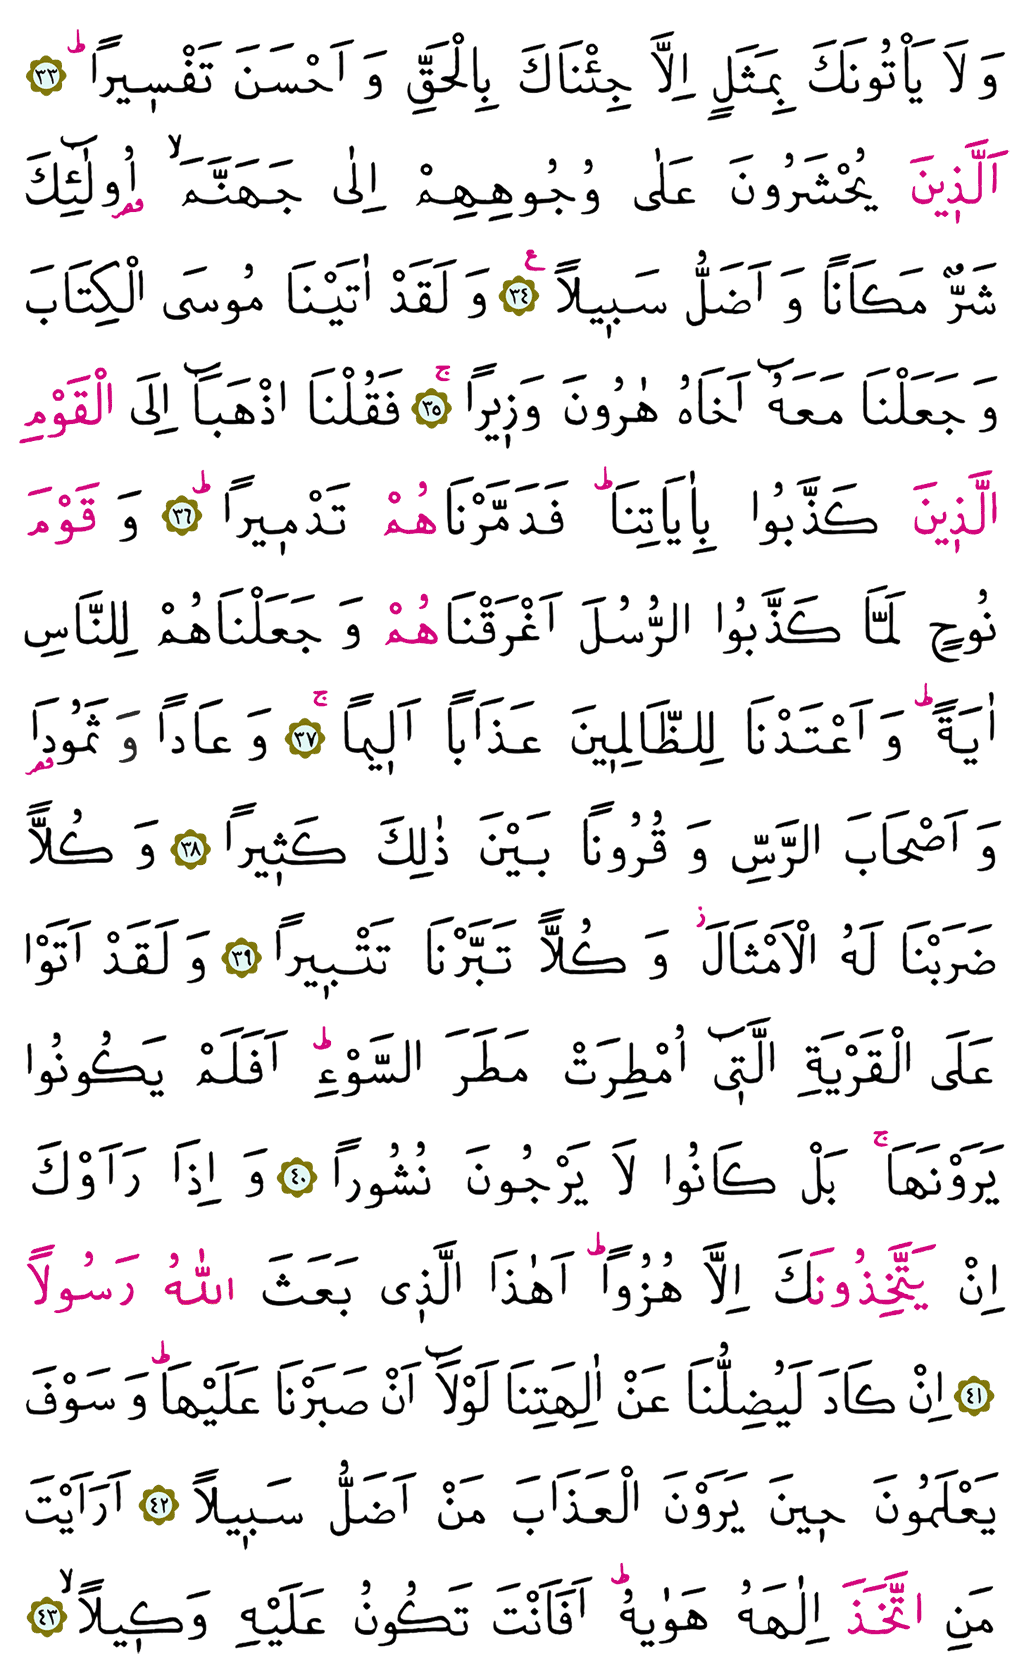 وَ لَا يَأْتُونَكَ بِمَثَلٍ اِلَّا جِئْنَاكَ بِالْحَقِّ وَ اَحْسَنَ تَفْسٖيرًاؕ ﴿٣٣﴾
اَلَّذٖينَ يُحْشَرُونَ عَلٰى وُجُوهِهِمْ اِلٰى جَهَنَّمَۙ اُو۬لٰٓئِكَ
شَرٌّ مَكَانًا وَ اَضَلُّ سَبٖيلًاࣖ ﴿٣٤﴾ وَ لَقَدْ اٰتَيْنَا مُوسَى الْكِتَابَ
وَ جَعَلْنَا مَعَهُٓ اَخَاهُ هٰرُونَ وَزٖيرًاۚ ﴿٣٥﴾ فَقُلْنَا اذْهَبَٓا اِلَى الْقَوْمِ
الَّذٖينَ كَذَّبُوا بِاٰيَاتِنَاؕ فَدَمَّرْنَاهُمْ تَدْمٖيرًاؕ ﴿٣٦﴾ وَ قَوْمَ
نُوحٍ لَمَّا كَذَّبُوا الرُّسُلَ اَغْرَقْنَاهُمْ وَ جَعَلْنَاهُمْ لِلنَّاسِ
اٰيَةًؕ وَ اَعْتَدْنَا لِلظَّالِمٖينَ عَذَابًا اَلٖيمًاۚ ﴿٣٧﴾ وَ عَادًا وَ ثَمُودَا۬
وَ اَصْحَابَ الرَّسِّ وَ قُرُونًا بَيْنَ ذٰلِكَ كَثٖيرًا ﴿٣٨﴾ وَ كُلًّا
ضَرَبْنَا لَهُ الْاَمْثَالَؗ وَ كُلًّا تَبَّرْنَا تَتْبٖيرًا ﴿٣٩﴾ وَ لَقَدْ اَتَوْا
عَلَى الْقَرْيَةِ الَّتٖٓى اُمْطِرَتْ مَطَرَ السَّوْءِؕ اَفَلَمْ يَكُونُوا
يَرَوْنَهَاۚ بَلْ كَانُوا لَا يَرْجُونَ نُشُورًا ﴿٤٠﴾ وَ اِذَا رَاَوْكَ
اِنْ يَتَّخِذُونَكَ اِلَّا هُزُوًاؕ اَهٰذَا الَّذٖى بَعَثَ اللّٰهُ رَسُولًا
﴿٤١﴾ اِنْ كَادَ لَيُضِلُّنَا عَنْ اٰلِهَتِنَا لَوْلَٓا اَنْ صَبَرْنَا عَلَيْهَاؕ وَ سَوْفَ
يَعْلَمُونَ حٖينَ يَرَوْنَ الْعَذَابَ مَنْ اَضَلُّ سَبٖيلًا ﴿٤٢﴾ اَرَاَيْتَ
مَنِ اتَّخَذَ اِلٰهَهُ هَوٰيهُؕ اَفَاَنْتَ تَكُونُ عَلَيْهِ وَكٖيلًاۙ ﴿٤٣﴾